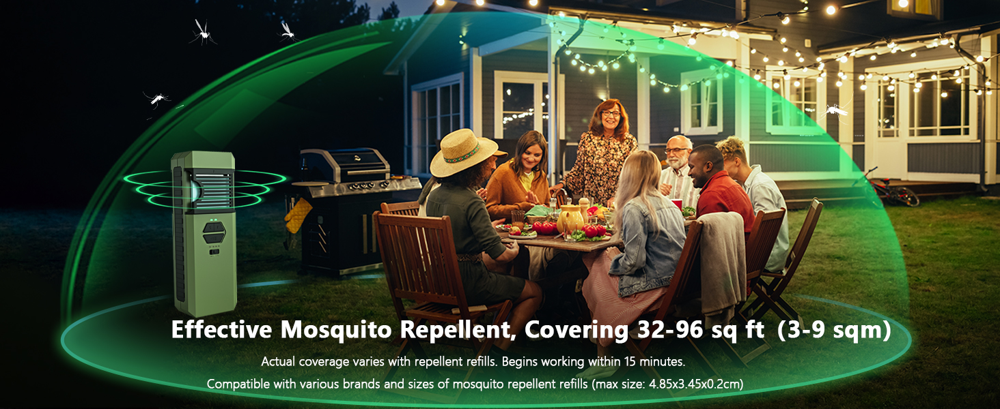 Effective Mosquito Repellent, Covering 32-96 sq ft (3-9 sqm)
Actual coverage varies with repellent refills. Begins working within 15 minutes.
Compatible with various brands and sizes of mosquito repellent refills (max size: 4.85x3.45x0.2cm)